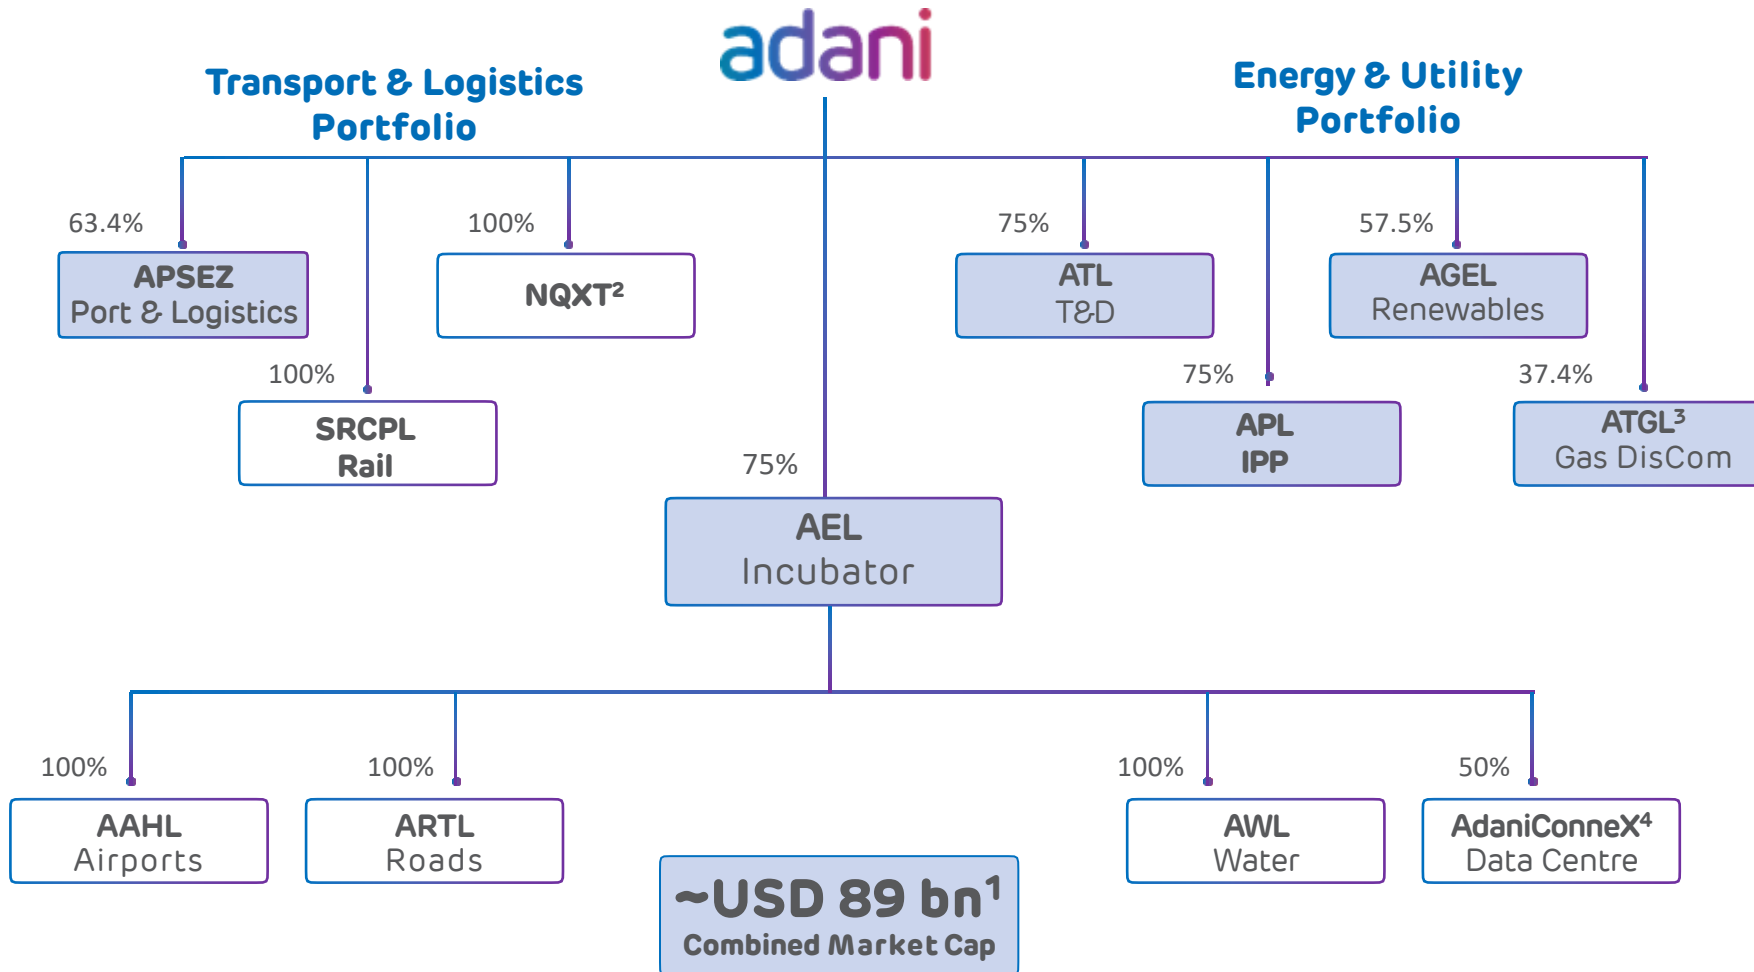 adani
Transport & Logistics
Portfolio
Energy & Utility
Portfolio
63.4%
APSEZ
Port & Logistics
100%
NQXT²
75%
ATL
T&D
57.5%
AGEL
Renewables
100%
SRCPL
Rail
75%
APL
IPP
37.4%
ATGL³
Gas DisCom
75%
AEL
Incubator
100%
AAHL
Airports
100%
ARTL
Roads
100%
AWL
Water
50%
AdaniConneX⁴
Data Centre
~USD 89 bn¹
Combined Market Cap